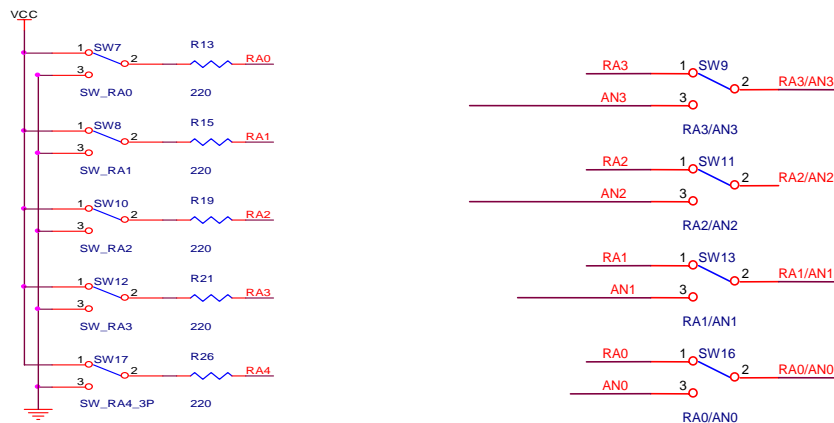 VCC
1 SW7 2 R13 RA0
3
SW_RA0 220
1 SW8 2 R15 RA1
3
SW_RA1 220
1 SW10 2 R19 RA2
3
SW_RA2 220
1 SW12 2 R21 RA3
3
SW_RA3 220
1 SW17 2 R26 RA4
3
SW_RA4_3P 220
RA3 1 SW9 2 RA3/AN3
AN3 3
RA3/AN3
RA2 1 SW11 2 RA2/AN2
AN2 3
RA2/AN2
RA1 1 SW13 2 RA1/AN1
AN1 3
RA1/AN1
RA0 1 SW16 2 RA0/AN0
AN0 3
RA0/AN0